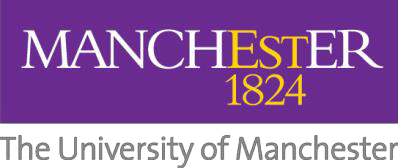 MANCHESTER
1824
The University of Manchester